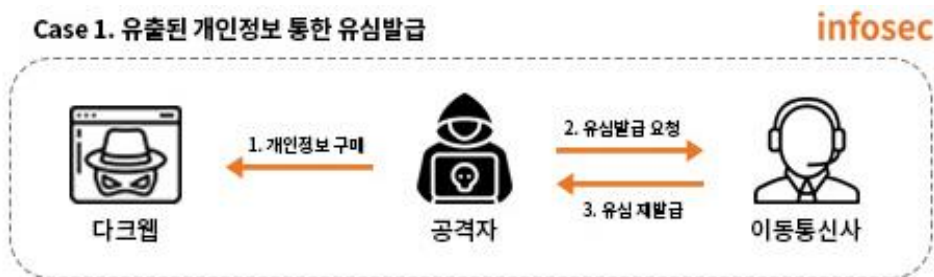 Case 1. 유출된 개인정보 통한 유심발급
infosec
1. 개인정보 구매
2. 유심발급 요청
3. 유심 재발급
다크웹
공격자
이동통신사